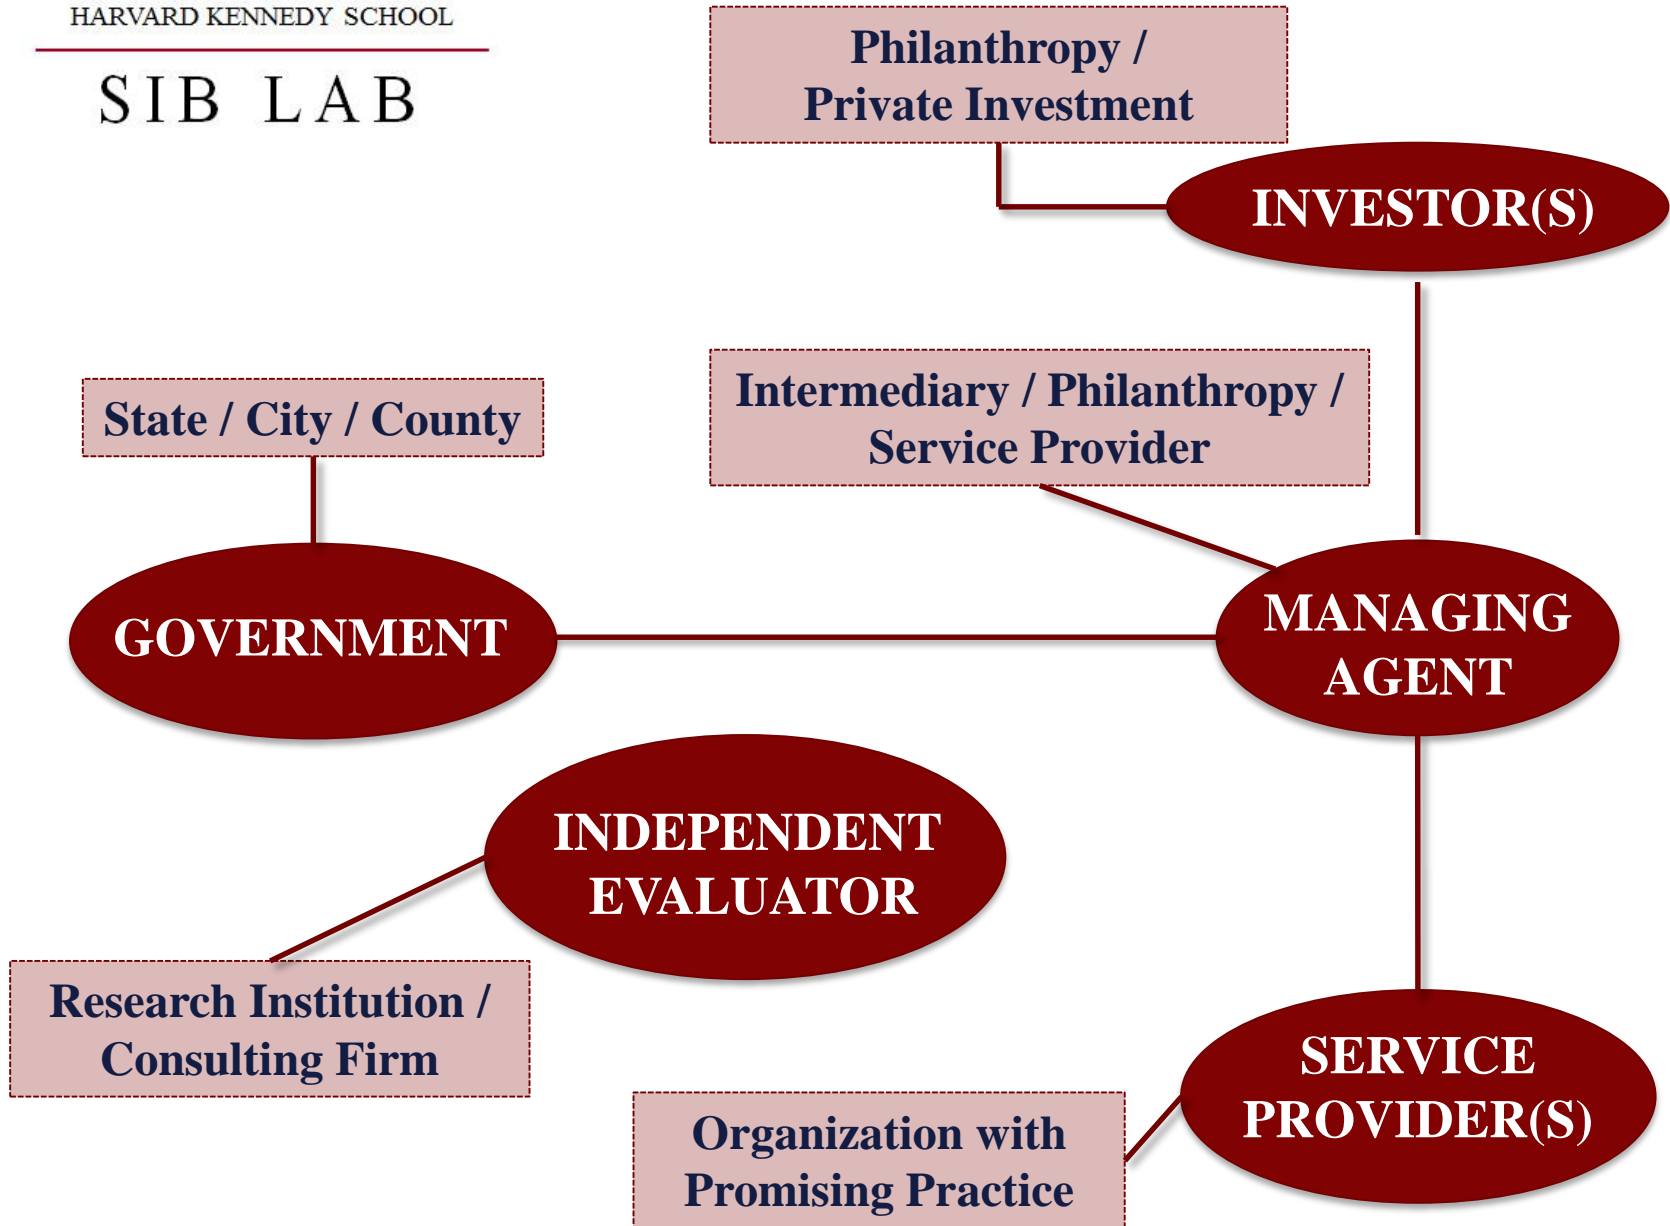 HARVARD KENNEDY SCHOOL
SIB LAB
Philanthropy /
Private Investment
INVESTOR(S)
State / City / County
Intermediary / Philanthropy /
Service Provider
GOVERNMENT
MANAGING
AGENT
INDEPENDENT
EVALUATOR
Research Institution /
Consulting Firm
SERVICE
PROVIDER(S)
Organization with
Promising Practice